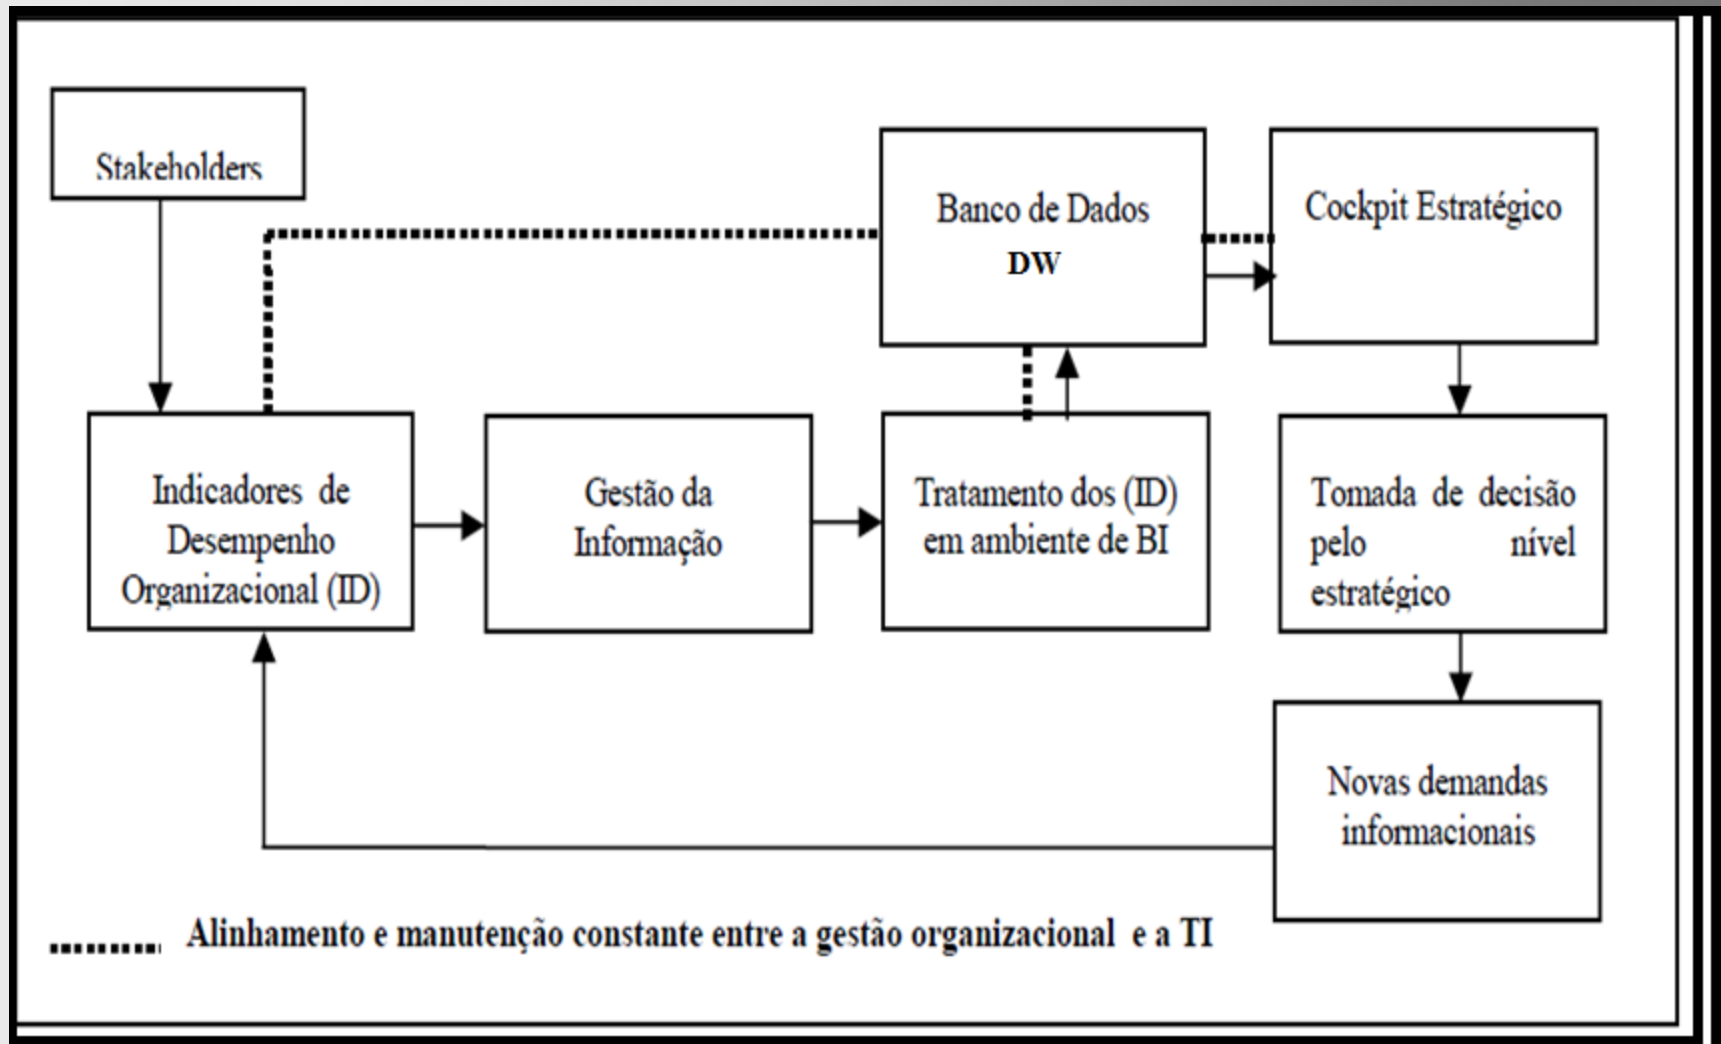 Stakeholders
Banco de Dados
DW
Cockpit Estratégico
Indicadores de
Desempenho
Organizacional (ID)
Gestão da
Informação
Tratamento dos (ID)
em ambiente de BI
Tomada de decisão
pelo nível
estratégico
Novas demandas
informacionais
Alinhamento e manutenção constante entre a gestão organizacional e a TI